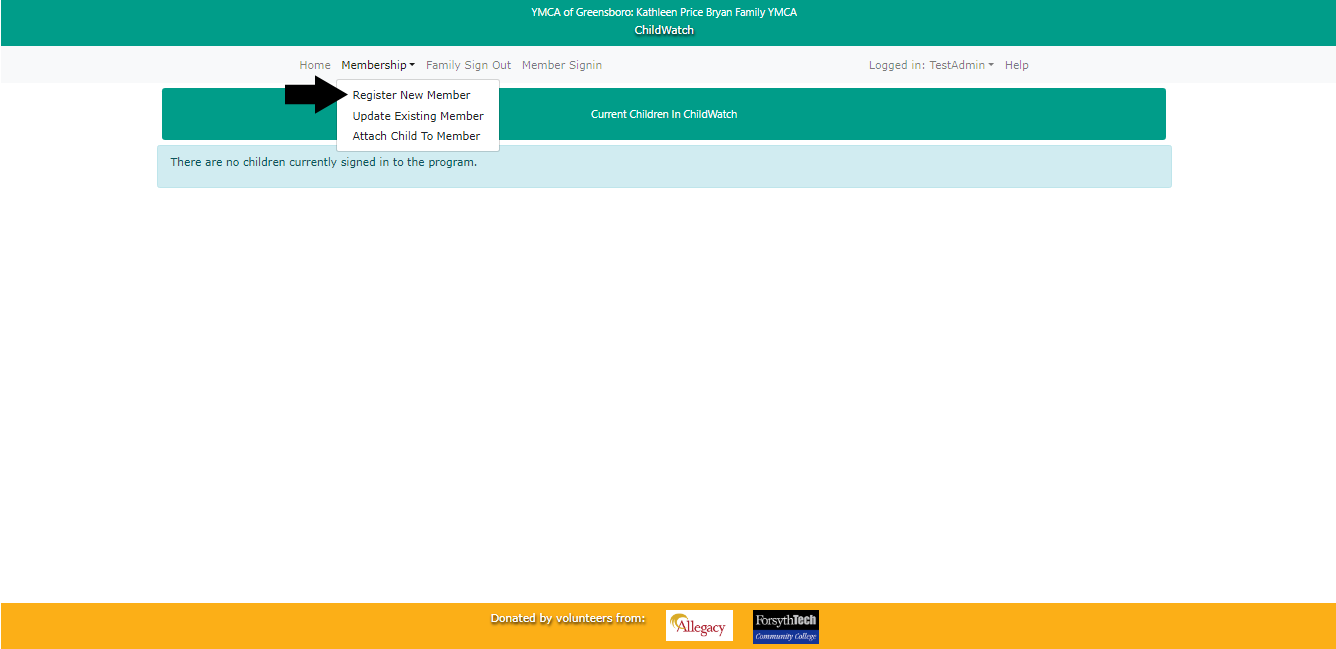 YMCA of Greensboro: Kathleen Price Bryan Family YMCA
ChildWatch
Home Membership Family Sign Out Member Signin Logged in: TestAdmin Help
Register New Member
Update Existing Member
Attach Child To Member
Current Children In ChildWatch
There are no children currently signed in to the program.
Donated by volunteers from:
Allegacy
ForsythTech
Community College